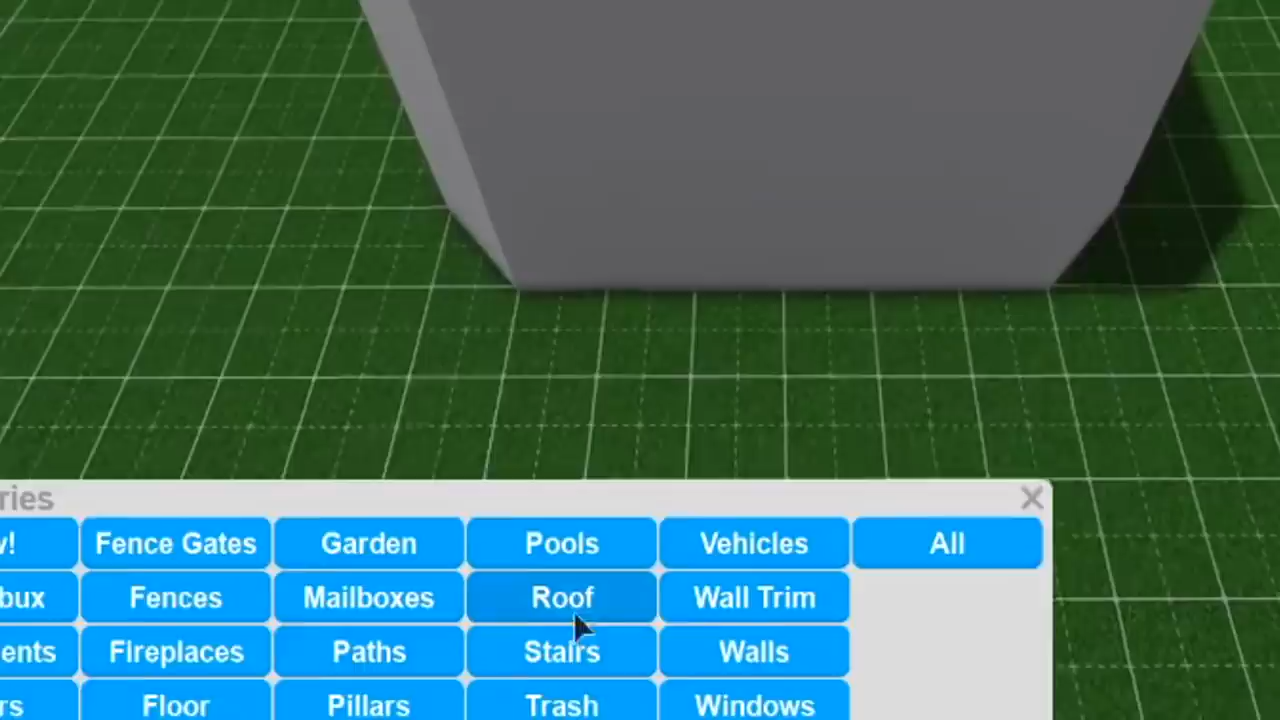 ries
v! Fence Gates Garden Pools Vehicles All
bux Fences Mailboxes Roof Wall Trim
ents Fireplaces Paths Stairs Walls
rs Floor Pillars Trash Windows